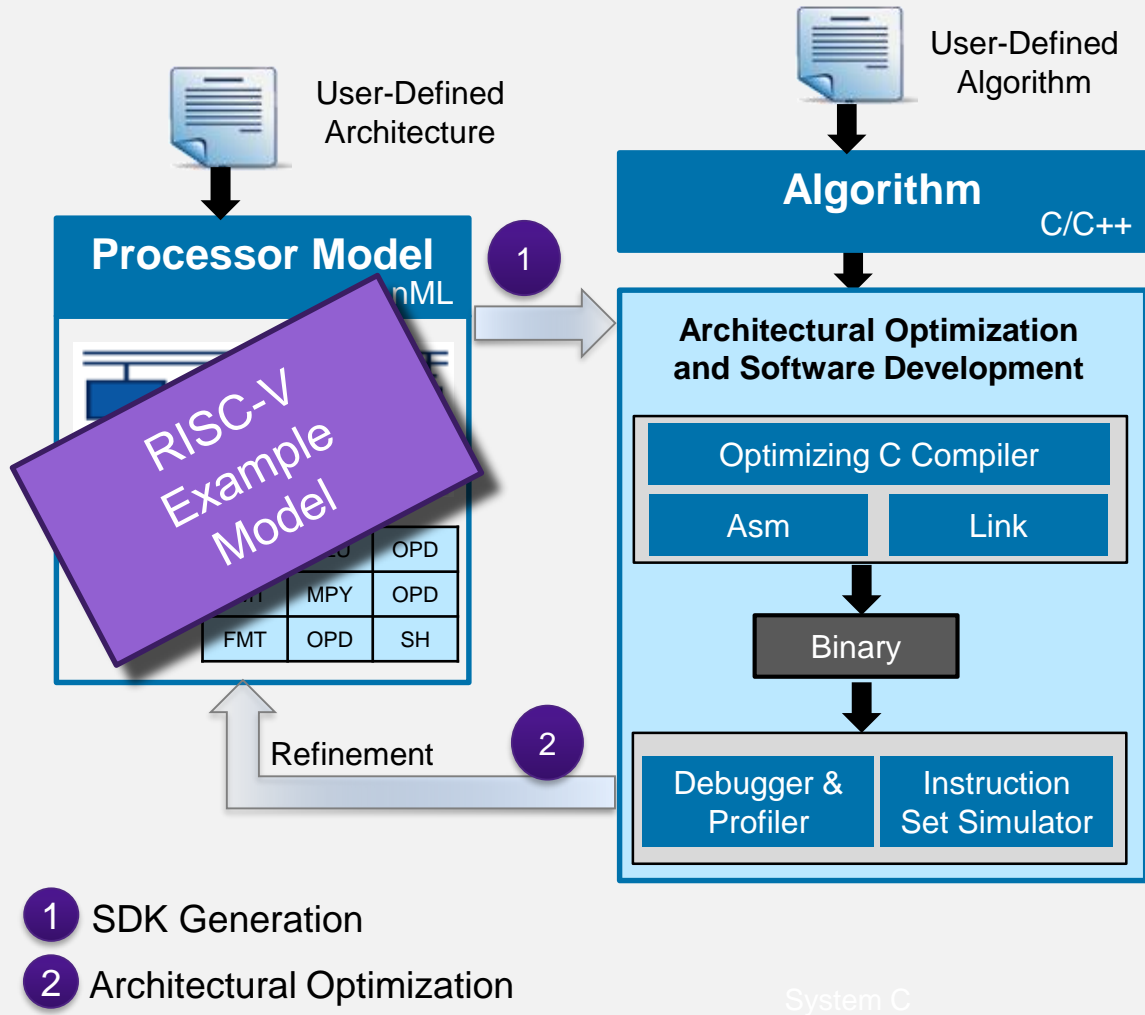 User-Defined
Architecture
User-Defined
Algorithm
Processor Model
nML
1
Algorithm
C/C++
RISC-V
Example
Model
OPD
MPY
OPD
FMT
OPD
SH
Architectural Optimization
and Software Development
Optimizing C Compiler
Asm
Link
Binary
Debugger &
Profiler
Instruction
Set Simulator
Refinement
2
1 SDK Generation
2 Architectural Optimization
System C